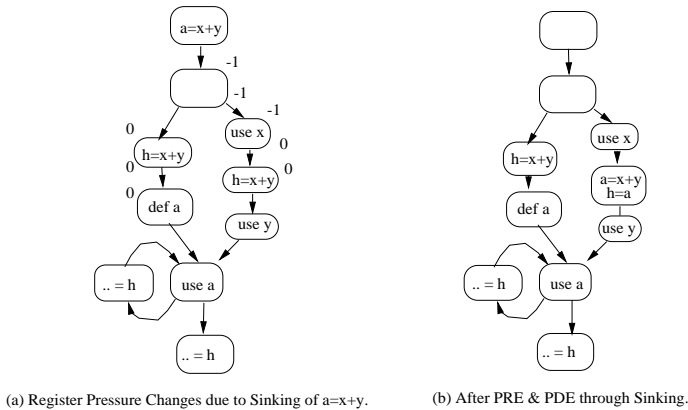 a=x+y
-1
-1
-1
0
use x
0
h=x+y
0
h=x+y
0
0
def a
use y
.. = h
use a
.. = h
(a) Register Pressure Changes due to Sinking of a=x+y.
use x
h=x+y
a=x+y
h=a
def a
use y
.. = h
use a
.. = h
(b) After PRE & PDE through Sinking.